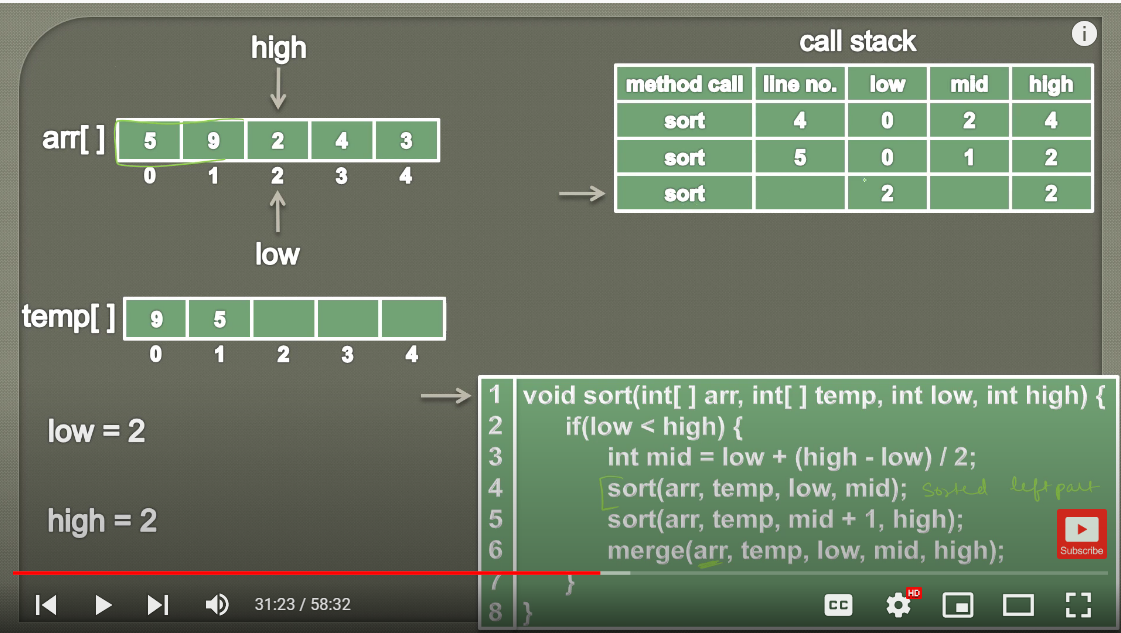 high
arr[ ] 5 9 2 4 3
0 1 2 3 4
low
temp[ ] 9 5
0 1 2 3 4
low = 2
high = 2
call stack
method call line no. low mid high
sort 4 0 2 4
sort 5 0 1 2
sort 2 2
1 void sort(int[ ] arr, int[ ] temp, int low, int high) {
2 if(low < high) {
3 int mid = low + (high - low) / 2;
4 sort(arr, temp, low, mid); sorted left part
5 sort(arr, temp, mid + 1, high);
6 merge(arr, temp, low, mid, high);
7 }
8 }
Subscribe
31:23 / 58:32
CC
HD
i